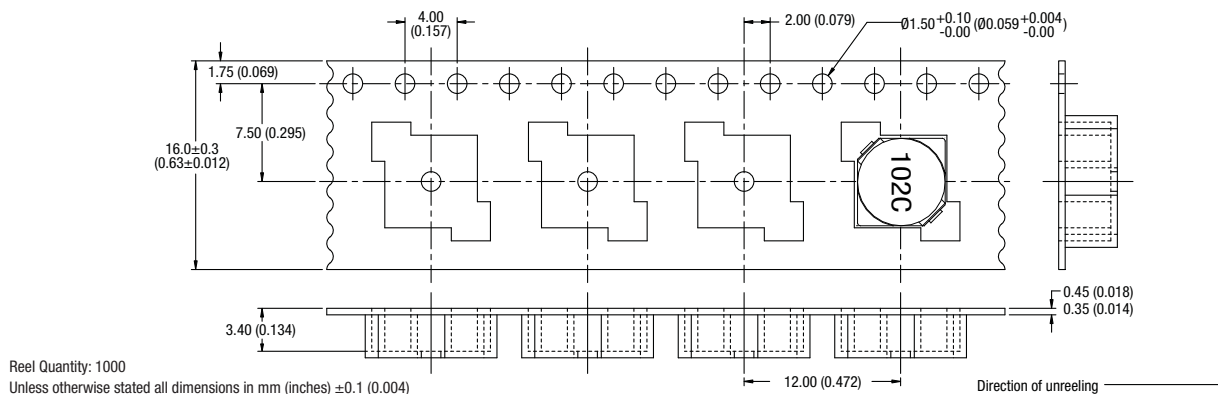 4.00
(0.157)
2.00 (0.079)
Ø1.50 +0.10 -0.00 (Ø0.059 +0.004 -0.00
1.75 (0.069)
7.50 (0.295)
16.0±0.3
(0.63±0.012)
102C
0.45 (0.018)
0.35 (0.014)
3.40 (0.134)
12.00 (0.472)
Reel Quantity: 1000
Unless otherwise stated all dimensions in mm (inches) ±0.1 (0.004)
Direction of unreeling